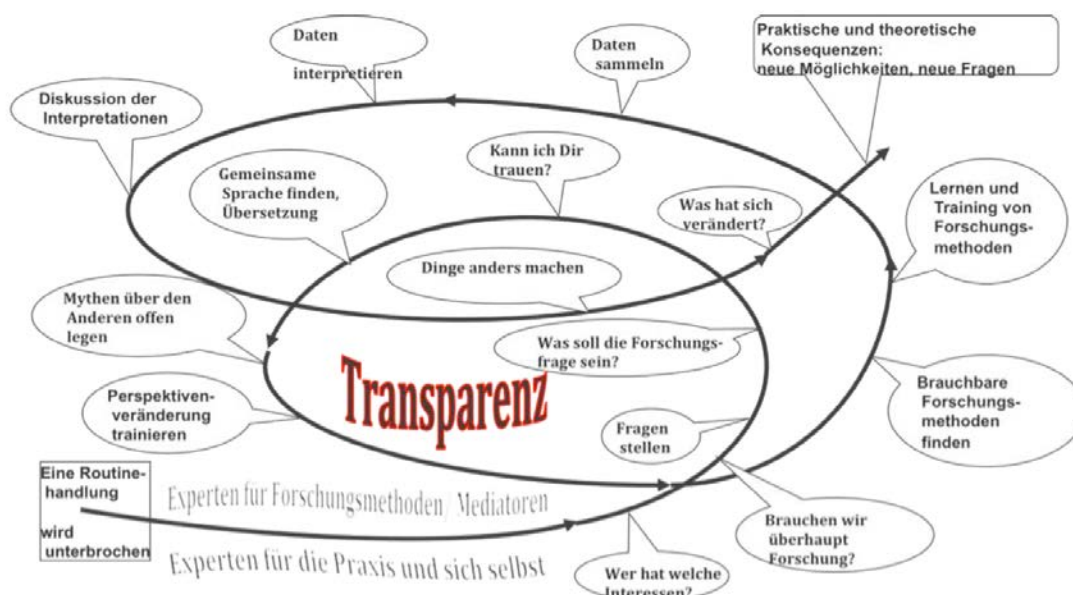 Daten
interpretieren
Daten
sammeln
Praktische und theoretische
Konsequenzen:
neue Möglichkeiten, neue Fragen
Diskussion der
Interpretationen
Kann ich Dir
trauen?
Gemeinsame
Sprache finden,
Übersetzung
Was hat sich
verändert?
Lernen und
Training von
Forschungs-
methoden
Dinge anders machen
Mythen über den
Anderen offen
legen
Was soll die Forschungs-
frage sein?
Transparenz
Perspektiven-
veränderung
trainieren
Fragen
stellen
Brauchbare
Forschungs-
methoden
finden
Eine Routine-
handlung
wird
unterbrochen
Experten für Forschungsmethoden/ Mediatoren
Experten für die Praxis und sich selbst
Brauchen wir
überhaupt
Forschung?
Wer hat welche
Interessen?